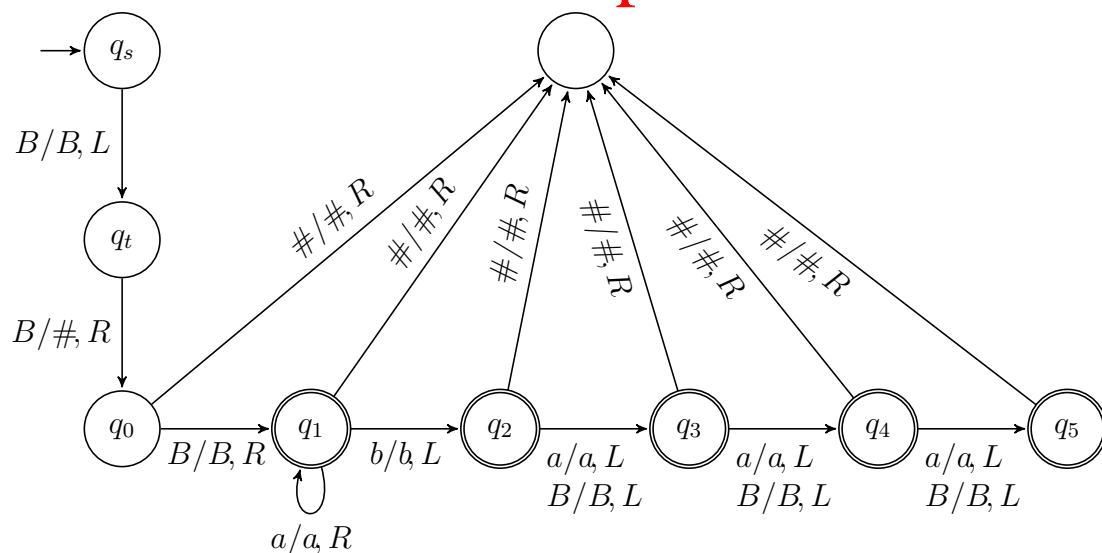 q
q_s
B/B, L
q_t
B/#, R
#/#, R
#/#, R
#/#, R
#/#, R
#/#, R
#/#, R
q_0
B/B, R
q_1
a/a, R
b/b, L
q_2
a/a, L
B/B, L
q_3
a/a, L
B/B, L
q_4
a/a, L
B/B, L
q_5